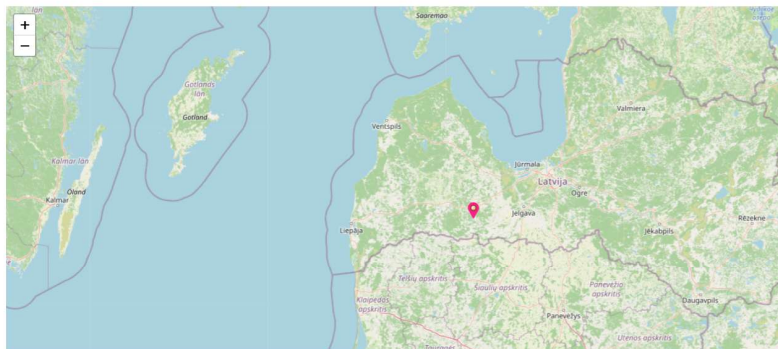 +
−
län
Saaremaa
Gotlands
län
Gotland
Ventspils
Valmiera
Kalmar län
Öland
Kalmar
Jūrmala
Latvija
Ogre
Jelgava
Liepāja
Jēkabpils
Rēzekne
Telšių apskritis
Šiaulių apskritis
Panevėžio
apskritis
Klaipėdos
apskritis
Daugavpils
Panevėžys
Utenos apskritis